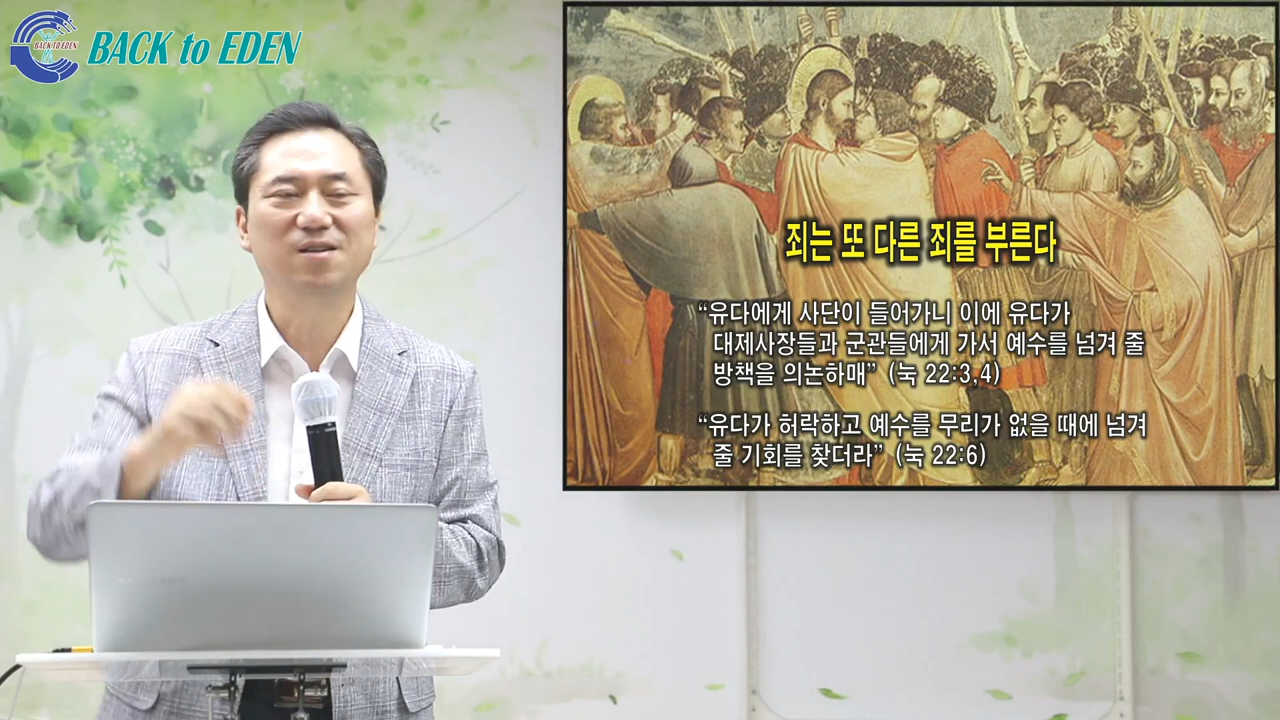 BACK TO EDEN
BACK to EDEN
죄는 또 다른 죄를 부른다
“유다에게 사단이 들어가니 이에 유다가
대제사장들과 군관들에게 가서 예수를 넘겨 줄
방책을 의논하매” (눅 22:3,4)
“유다가 허락하고 예수를 무리가 없을 때에 넘겨
줄 기회를 찾더라” (눅 22:6)